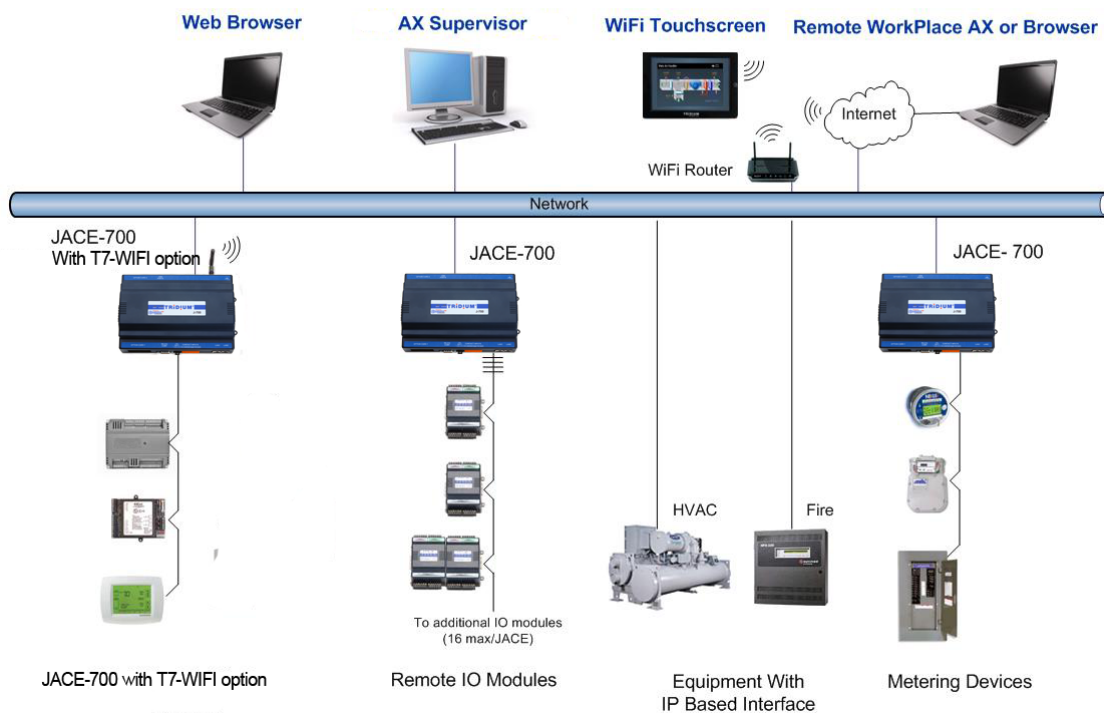 Web Browser
AX Supervisor
WiFi Touchscreen
Remote WorkPlace AX or Browser
Internet
WiFi Router
Network
JACE-700
With T7-WIFI option
JACE-700
JACE- 700
TRIDIUM
HVAC
Fire
To additional IO modules
(16 max/JACE)
JACE-700 with T7-WIFI option
Remote IO Modules
Equipment With
IP Based Interface
Metering Devices